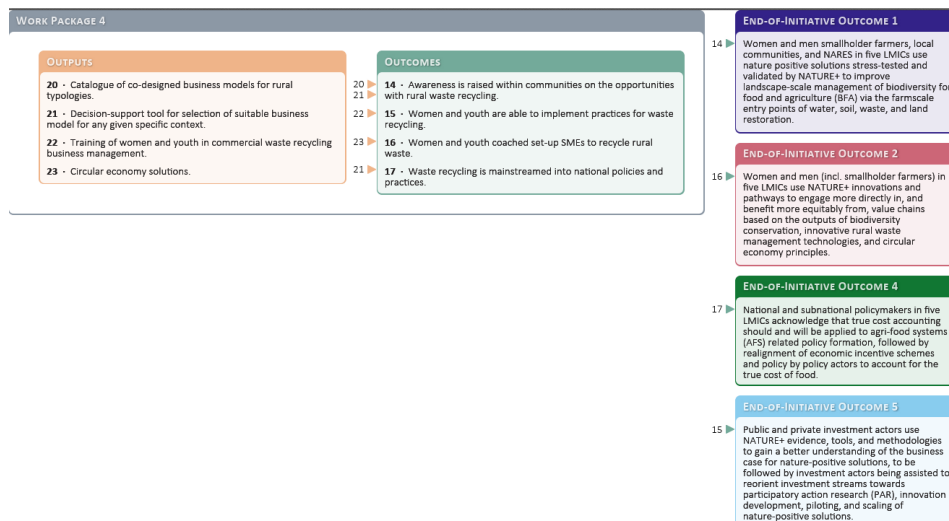 WORK PACKAGE 4
OUTPUTS
20 · Catalogue of co-designed business models for rural
typologies.
21 · Decision-support tool for selection of suitable business
model for any given specific context.
22 · Training of women and youth in commercial waste recycling
business management.
23 · Circular economy solutions.
20
21
22
23
21
OUTCOMES
14 · Awareness is raised within communities on the opportunities
with rural waste recycling.
15 · Women and youth are able to implement practices for waste
recycling.
16 · Women and youth coached set-up SMEs to recycle rural
waste.
17 · Waste recycling is mainstreamed into national policies and
practices.
END-OF-INITIATIVE OUTCOME 1
14
Women and men smallholder farmers, local
communities, and NARES in five LMICs use
nature positive solutions stress-tested and
validated by NATURE+ to improve
landscape-scale management of biodiversity for
food and agriculture (BFA) via the farmscale
entry points of water, soil, waste, and land
restoration.
END-OF-INITIATIVE OUTCOME 2
16
Women and men (incl. smallholder farmers) in
five LMICs use NATURE+ innovations and
pathways to engage more directly in, and
benefit more equitably from, value chains
based on the outputs of biodiversity
conservation, innovative rural waste
management technologies, and circular
economy principles.
END-OF-INITIATIVE OUTCOME 4
17
National and subnational policymakers in five
LMICs acknowledge that true cost accounting
should and will be applied to agri-food systems
(AFS) related policy formation, followed by
realignment of economic incentive schemes
and policy by policy actors to account for the
true cost of food.
END-OF-INITIATIVE OUTCOME 5
15
Public and private investment actors use
NATURE+ evidence, tools, and methodologies
to gain a better understanding of the business
case for nature-positive solutions, to be
followed by investment actors being assisted to
reorient investment streams towards
participatory action research (PAR), innovation
development, piloting, and scaling of
nature-positive solutions.